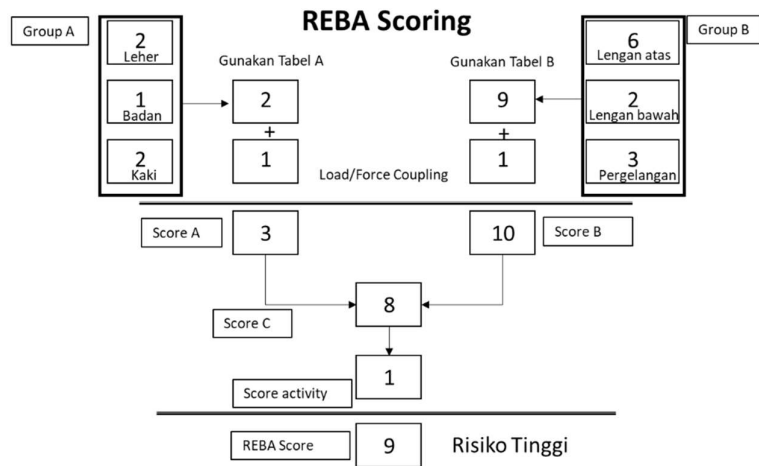 REBA Scoring
Group A
2
Leher
1
Badan
2
Kaki
Gunakan Tabel A
2
+
1
Load/Force Coupling
Gunakan Tabel B
9
+
1
6
Lengan atas
2
Lengan bawah
3
Pergelangan
Group B
Score A
3
10
Score B
8
Score C
1
Score activity
REBA Score
9
Risiko Tinggi